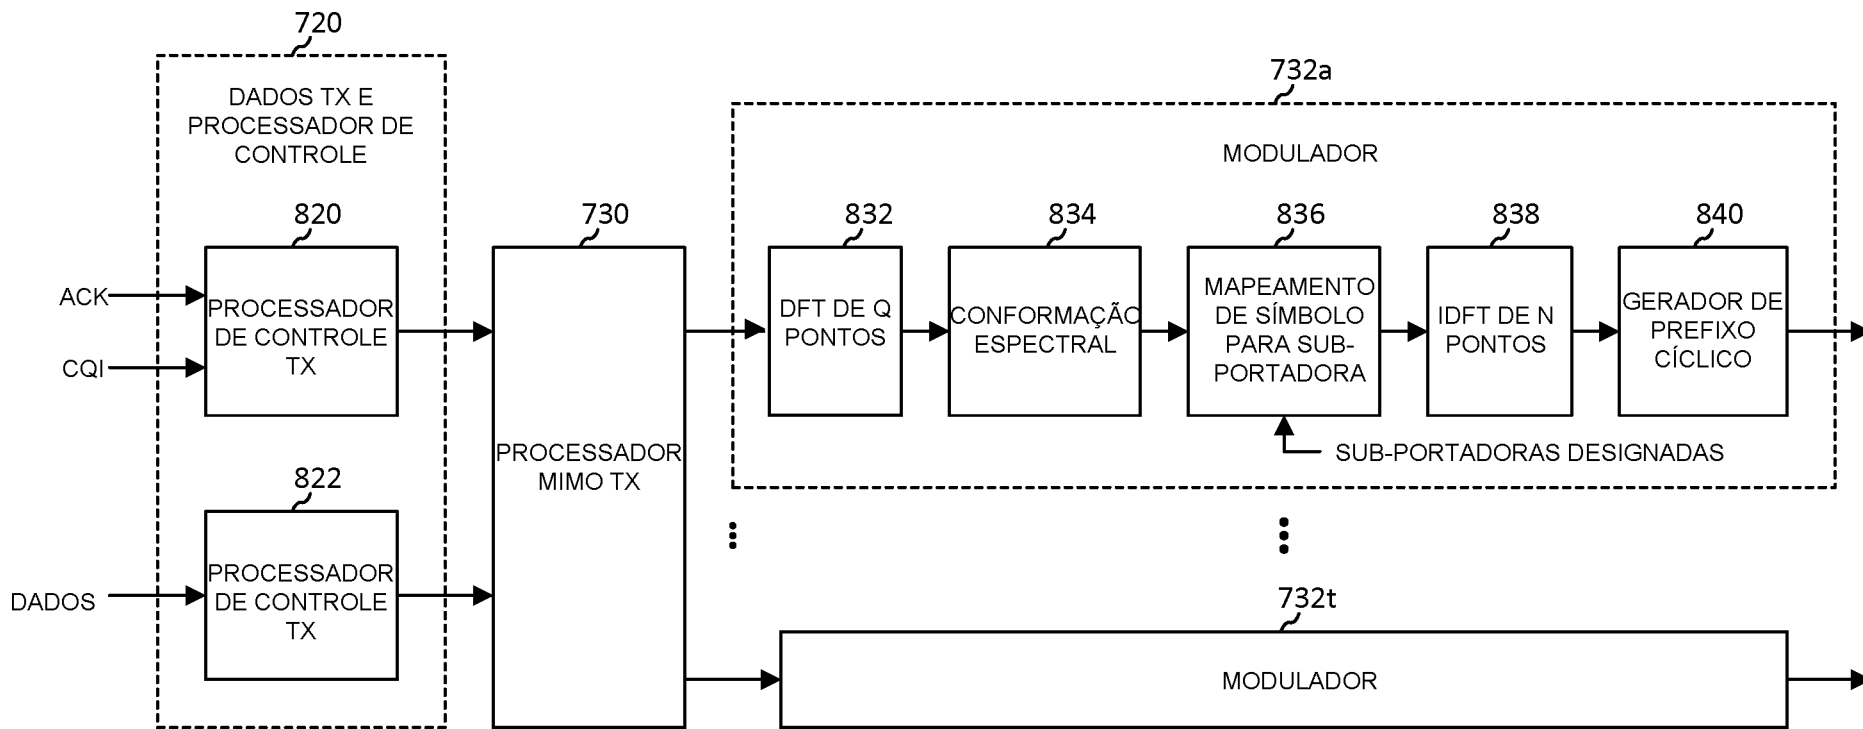 720
DADOS TX E
PROCESSADOR DE
CONTROLE
820
ACK
CQI
PROCESSADOR
DE CONTROLE
TX
822
DADOS
PROCESSADOR
DE CONTROLE
TX
730
PROCESSADOR
MIMO TX
732a
MODULADOR
832
DFT DE Q
PONTOS
834
CONFORMAÇÃO
ESPECTRAL
836
MAPEAMENTO
DE SÍMBOLO
PARA SUB-
PORTADORA
838
IDFT DE N
PONTOS
840
GERADOR DE
PREFIXO
CÍCLICO
SUB-PORTADORAS DESIGNADAS
732t
MODULADOR